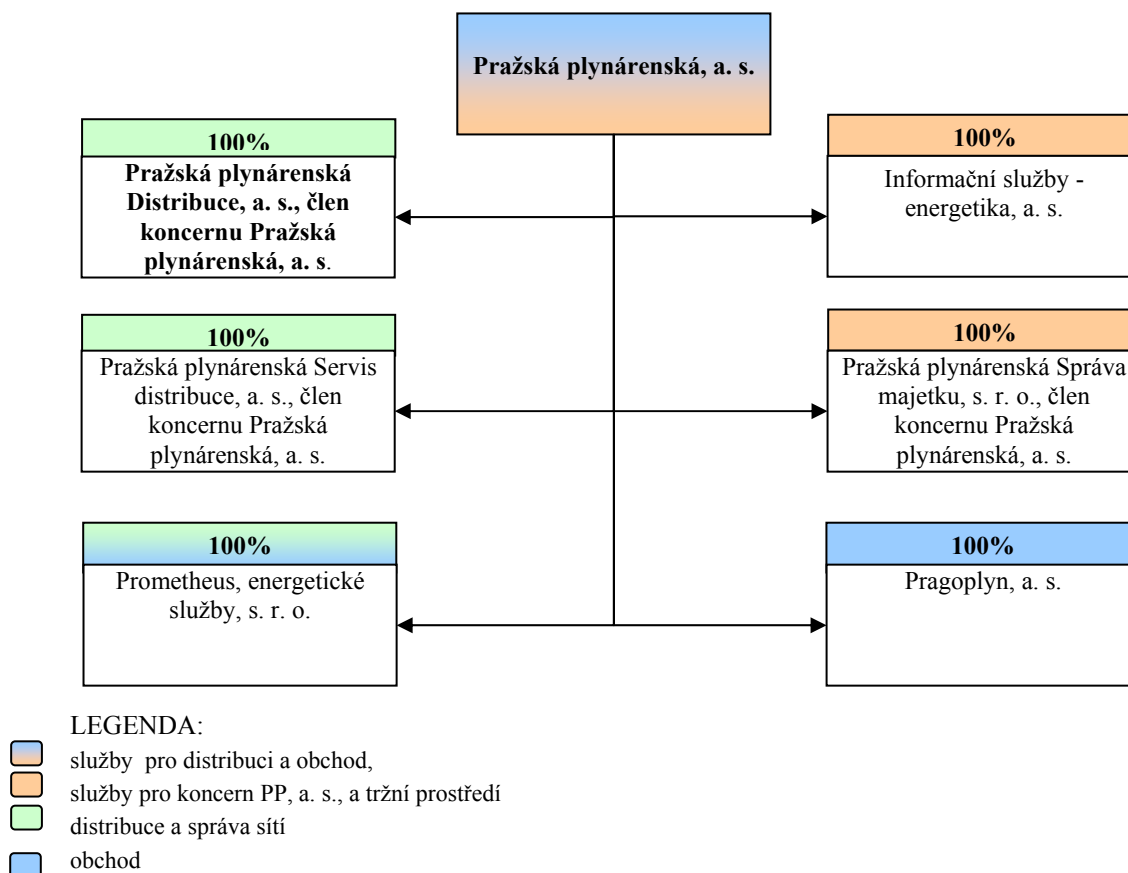 Pražská plynárenská, a. s.
100%
Pražská plynárenská
Distribuce, a. s., člen
koncernu Pražská
plynárenská, a. s.
100%
Informační služby -
energetika, a. s.
100%
Pražská plynárenská Servis
distribuce, a. s., člen
koncernu Pražská
plynárenská, a. s.
100%
Pražská plynárenská Správa
majetku, s. r. o., člen
koncernu Pražská
plynárenská, a. s.
100%
Prometheus, energetické
služby, s. r. o.
100%
Pragoplyn, a. s.
LEGENDA:
služby pro distribuci a obchod,
služby pro koncern PP, a. s., a tržní prostředí
distribuce a správa sítí
obchod